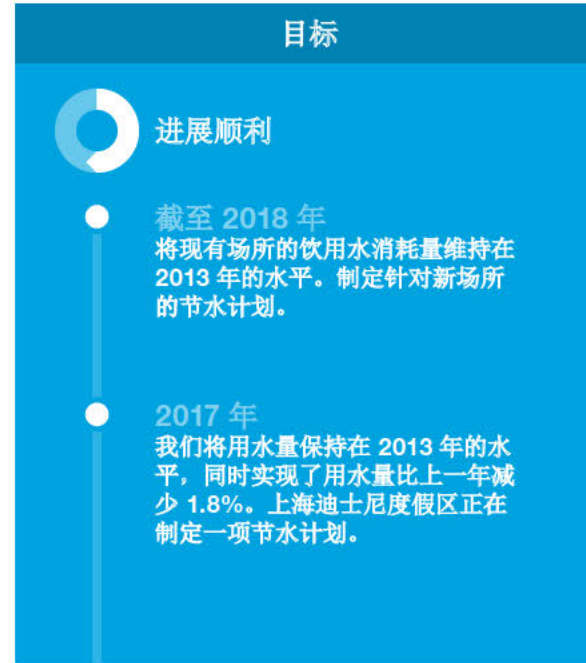 目标
进展顺利
截至 2018 年
将现有场所的饮用水消耗量维持在
2013 年的水平。制定针对新场所
的节水计划。
2017 年
我们将用水量保持在 2013 年的水
平，同时实现了用水量比上一年减
少 1.8%。上海迪士尼度假区正在
制定一项节水计划。